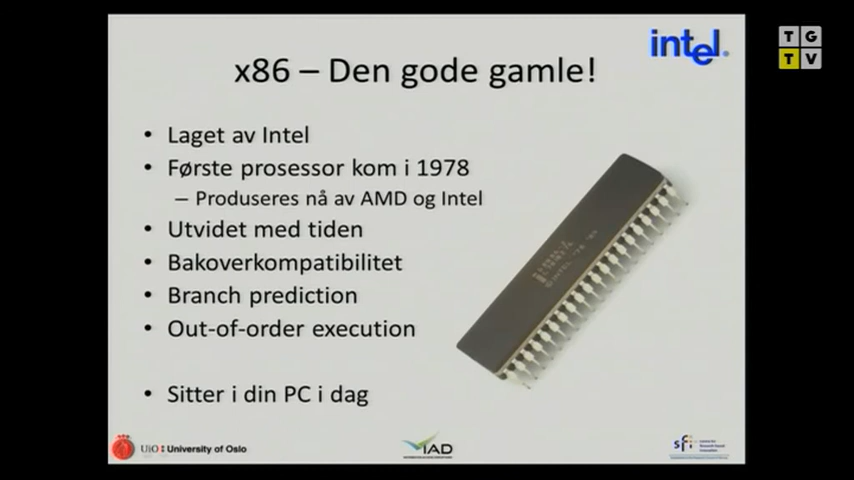 intel.
TG
TV
x86 – Den gode gamle!
• Laget av Intel
• Første prosessor kom i 1978
– Produseres nå av AMD og Intel
• Utvidet med tiden
• Bakoverkompatibilitet
• Branch prediction
• Out-of-order execution
• Sitter i din PC i dag
UiO University of Oslo
IAD
sfi